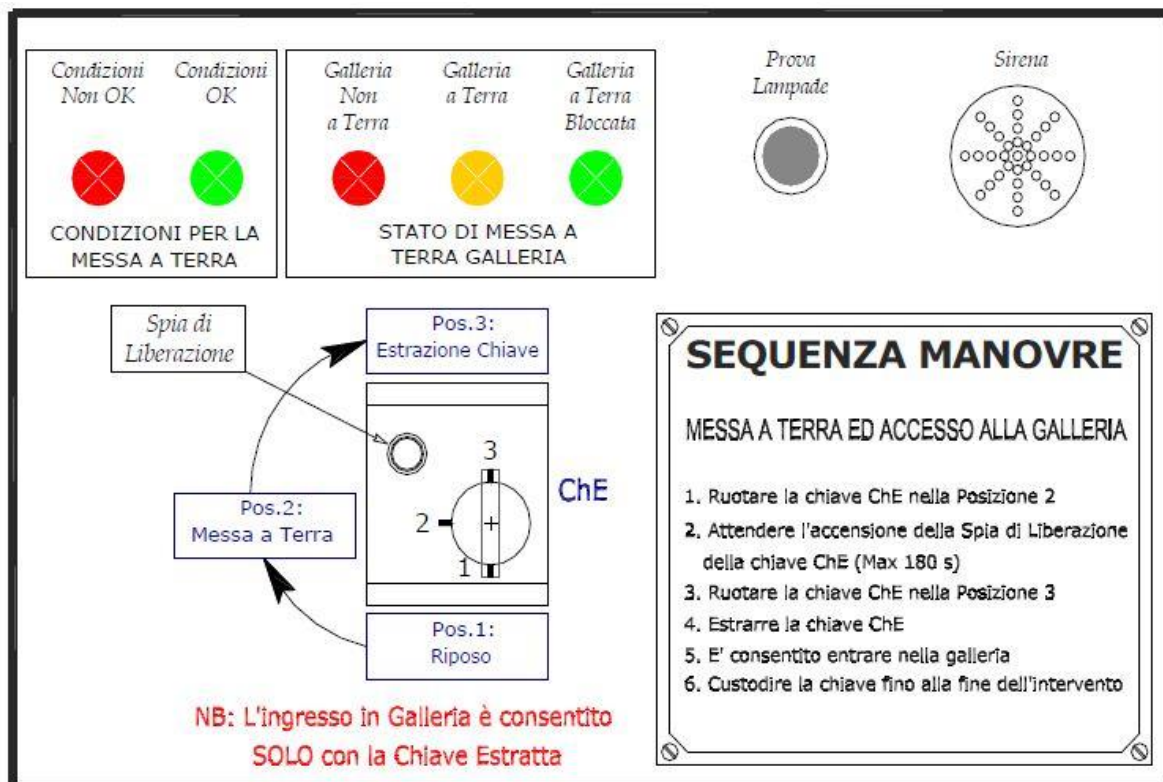 Condizioni
Non OK
Condizioni
OK
CONDIZIONI PER LA
MESSA A TERRA
Galleria
Non
a Terra
Galleria
a Terra
Galleria
a Terra
Bloccata
STATO DI MESSA A
TERRA GALLERIA
Prova
Lampade
Sirena
Spia di
Liberazione
Pos.3:
Estrazione Chiave
3
ChE
2
1
Pos.2:
Messa a Terra
Pos.1:
Riposo
NB: L'ingresso in Galleria è consentito
SOLO con la Chiave Estratta
SEQUENZA MANOVRE
MESSA A TERRA ED ACCESSO ALLA GALLERIA
1. Ruotare la chiave ChE nella Posizione 2
2. Attendere l'accensione della Spia di Liberazione
della chiave ChE (Max 180 s)
3. Ruotare la chiave ChE nella Posizione 3
4. Estrarre la chiave ChE
5. E' consentito entrare nella galleria
6. Custodire la chiave fino alla fine dell'intervento